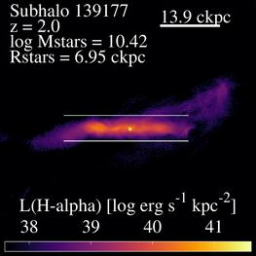 Subhalo 139177
z = 2.0
log Mstars = 10.42
Rstars = 6.95 ckpc
13.9 ckpc
L(H-alpha) [log erg s⁻¹ kpc⁻²]
38 39 40 41